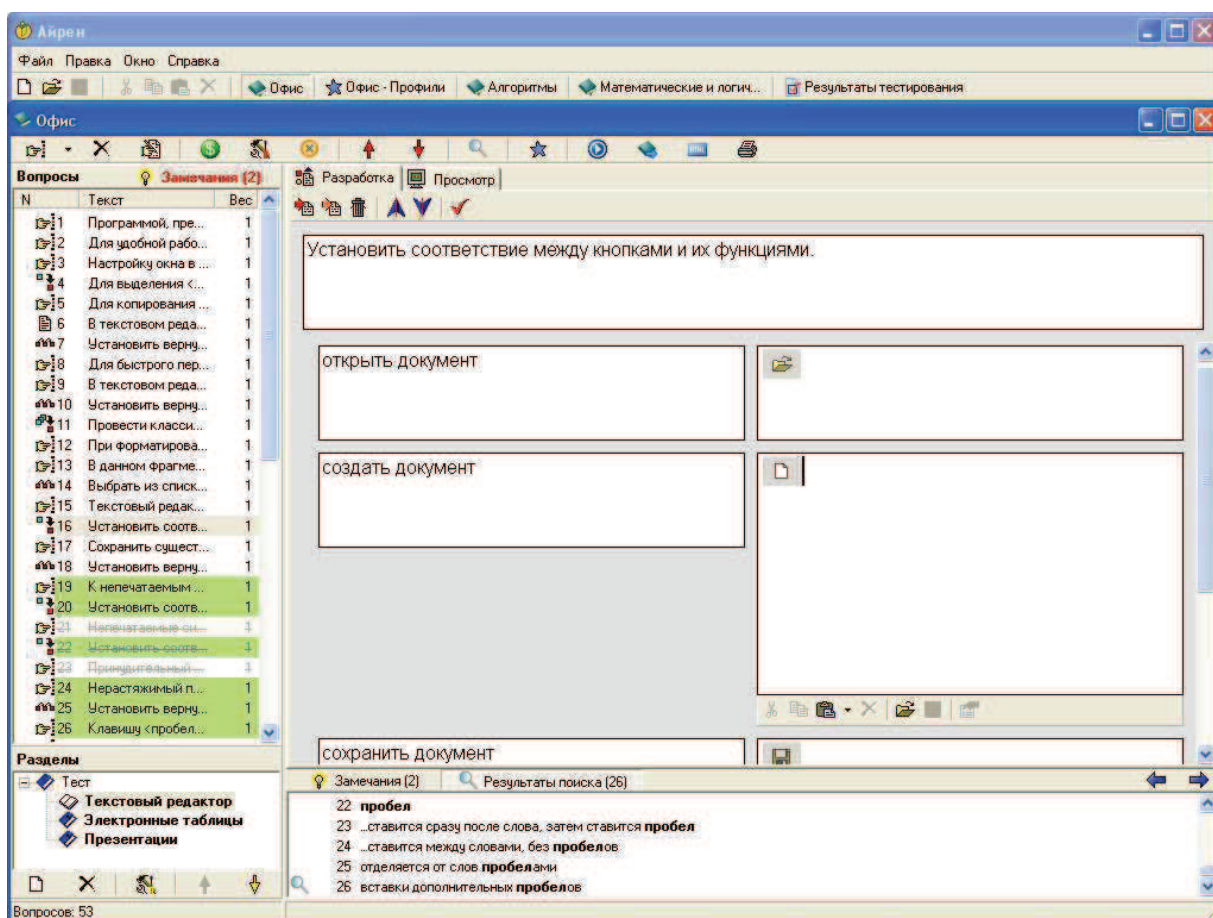 Айрен
Файл Правка Окно Справка
Офис Офис - Профили Алгоритмы Математические и логич... Результаты тестирования
Офис
Вопросы Замечания (2)
N Текст Вес
1 Программой, пре... 1
2 Для удобной рабо... 1
3 Настройку окна в ... 1
4 Для выделения <... 1
5 Для копирования ... 1
6 В текстовом реда... 1
7 Установить верну... 1
8 Для быстрого пер... 1
9 В текстовом реда... 1
10 Установить верну... 1
11 Провести класси... 1
12 При форматирова... 1
13 В данном фрагме... 1
14 Выбрать из списк... 1
15 Текстовый редак... 1
16 Установить соотв... 1
17 Сохранить сущест... 1
18 Установить верну... 1
19 К непечатаемым ... 1
20 Установить соотв... 1
21 Непечатаемые си... 1
22 Установить соотв... 1
23 Принудительный ... 1
24 Нерастяжимый п... 1
25 Установить верну... 1
26 Клавишу <пробел... 1
Разделы
Тест
Текстовый редактор
Электронные таблицы
Презентации
Вопросов: 53
Разработка Просмотр
Установить соответствие между кнопками и их функциями.
открыть документ
создать документ
сохранить документ
Замечания (2) Результаты поиска (26)
22 пробел
23 ...ставится сразу после слова, затем ставится пробел
24 ...ставится между словами, без пробелов
25 отделяется от слов пробелами
26 вставки дополнительных пробелов